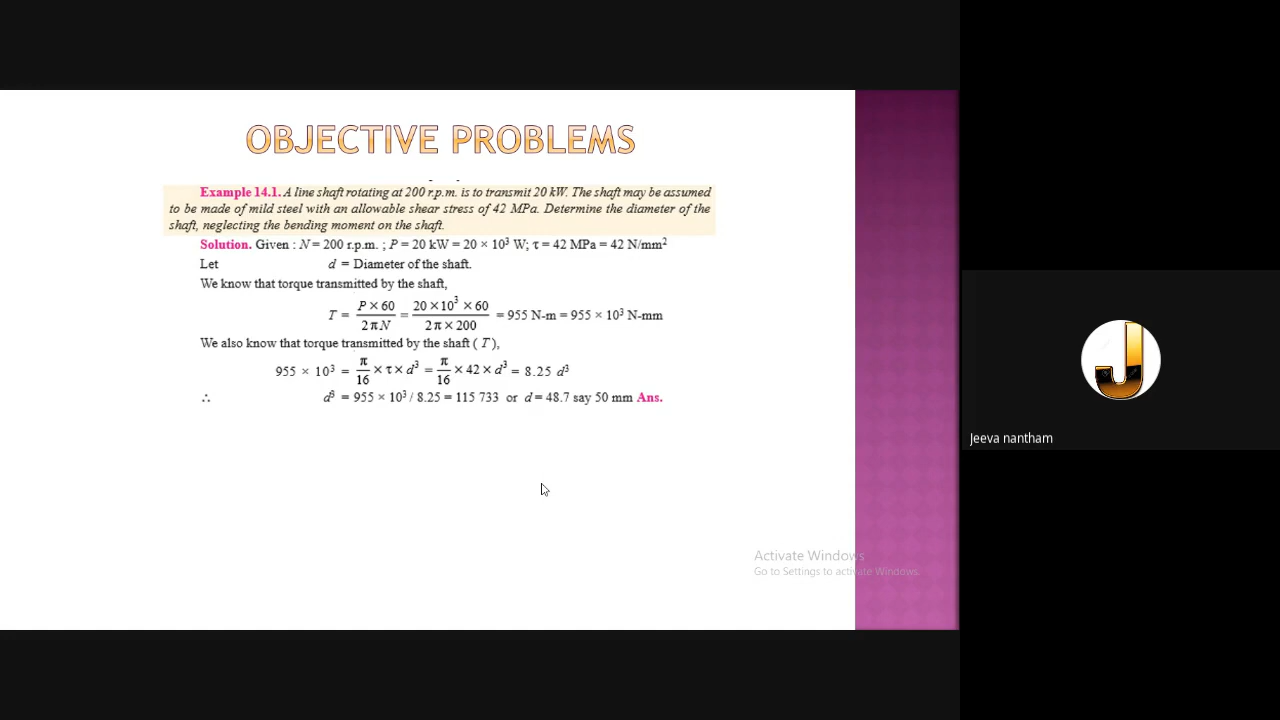 OBJECTIVE PROBLEMS
Example 14.1. A line shaft rotating at 200 r.p.m. is to transmit 20 kW. The shaft may be assumed
to be made of mild steel with an allowable shear stress of 42 MPa. Determine the diameter of the
shaft, neglecting the bending moment on the shaft.
Solution. Given : N = 200 r.p.m. ; P = 20 kW = 20 × 10³ W; τ = 42 MPa = 42 N/mm²
Let d = Diameter of the shaft.
We know that torque transmitted by the shaft,
T = P × 60 / 2 π N = 20 × 10³ × 60 / 2 π × 200 = 955 N-m = 955 × 10³ N-mm
We also know that torque transmitted by the shaft ( T ),
955 × 10³ = π/16 × τ × d³ = π/16 × 42 × d³ = 8.25 d³
∴ d³ = 955 × 10³ / 8.25 = 115 733 or d = 48.7 say 50 mm Ans.
Jeeva nantham
Activate Windows
Go to Settings to activate Windows.